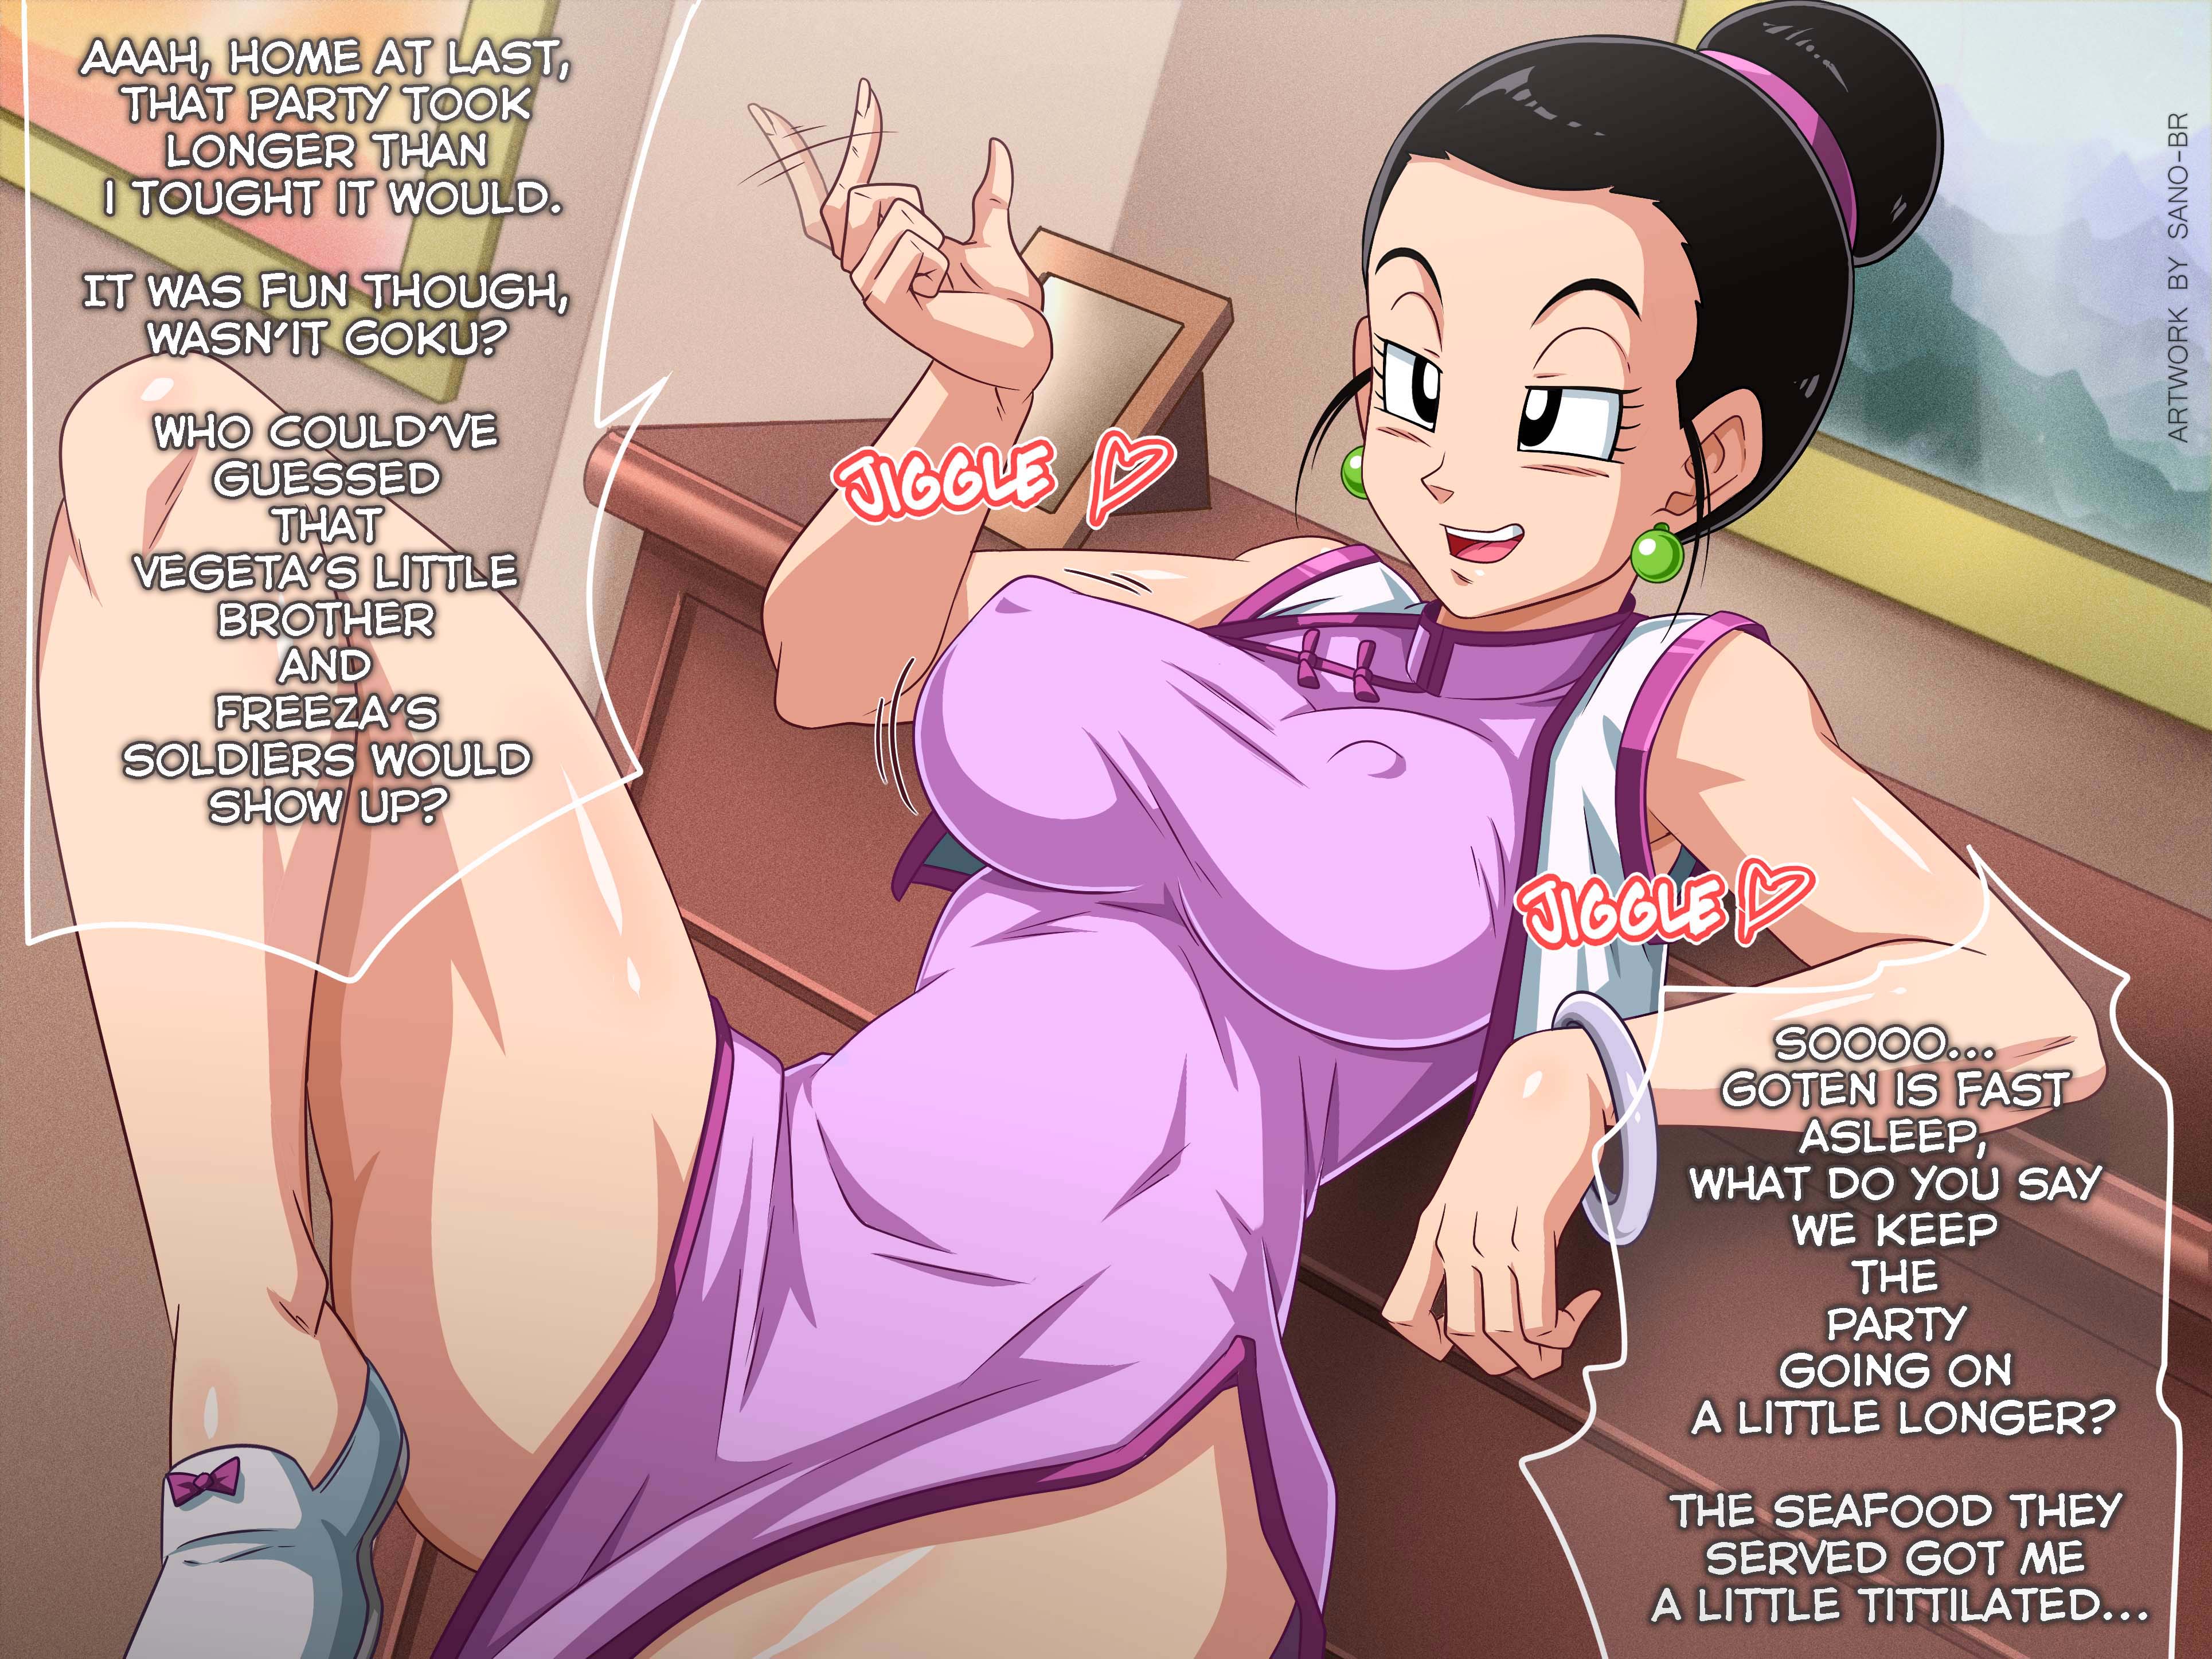 AAAH, HOME AT LAST,
THAT PARTY TOOK
LONGER THAN
I TOUGHT IT WOULD.
IT WAS FUN THOUGH,
WASN'IT GOKU?
WHO COULD'VE
GUESSED
THAT
VEGETA'S LITTLE
BROTHER
AND
FREEZA'S
SOLDIERS WOULD
SHOW UP?
JIGGLE
JIGGLE
SOOOO...
GOTEN IS FAST
ASLEEP,
WHAT DO YOU SAY
WE KEEP
THE
PARTY
GOING ON
A LITTLE LONGER?
THE SEAFOOD THEY
SERVED GOT ME
A LITTLE TITTILATED...
ARTWORK BY SANO-BR